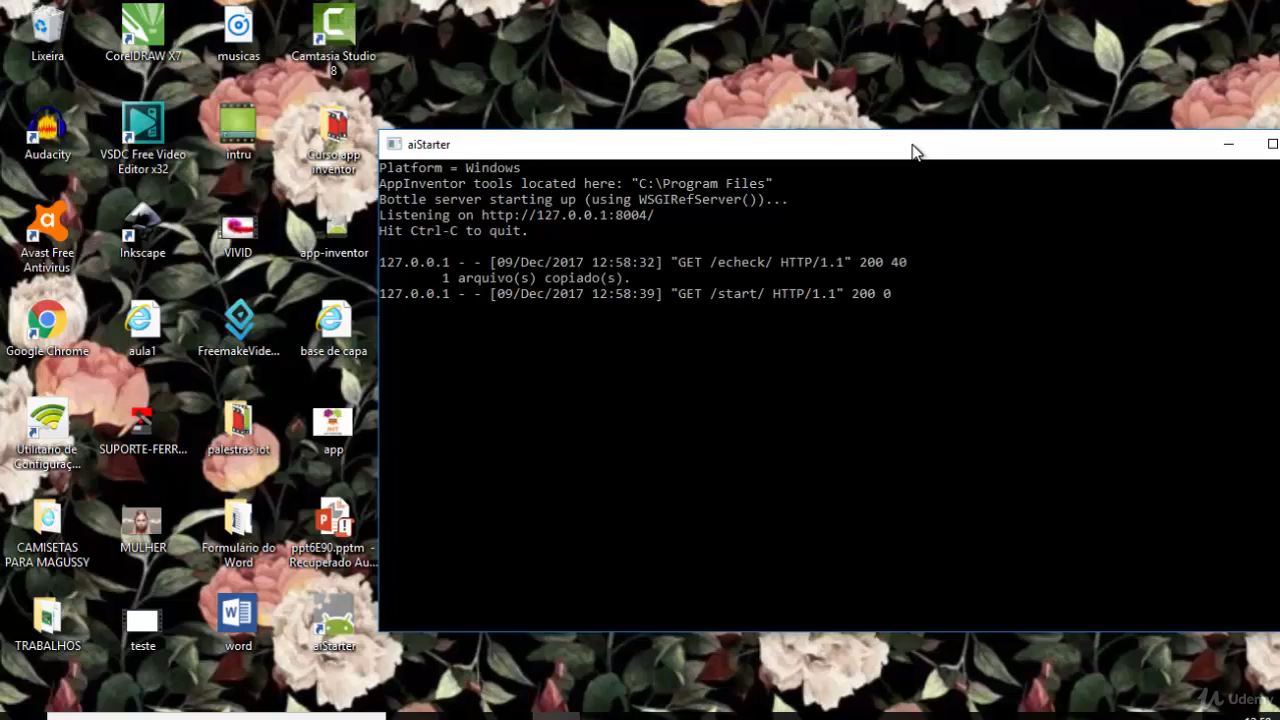 Lixeira
CorelDRAW X7
musicas
Camtasia Studio
8
Audacity
VSDC Free Video
Editor x32
intru
Curso app
inventor
Avast Free
Antivirus
Inkscape
VIVID
app-inventor
Google Chrome
aula1
FreemakeVide...
base de capa
Utilitário de
Configuraç...
SUPORTE-FERR...
palestras iot
app
CAMISETAS
PARA MAGUSSY
MULHER
Formulário do
Word
ppt6E90.pptm -
Recuperado Au...
TRABALHOS
teste
word
aiStarter
aiStarter
Platform = Windows
AppInventor tools located here: "C:\Program Files"
Bottle server starting up (using WSGIRefServer())...
Listening on http://127.0.0.1:8004/
Hit Ctrl-C to quit.
127.0.0.1 - - [09/Dec/2017 12:58:32] "GET /echeck/ HTTP/1.1" 200 40
1 arquivo(s) copiado(s).
127.0.0.1 - - [09/Dec/2017 12:58:39] "GET /start/ HTTP/1.1" 200 0
Udemy